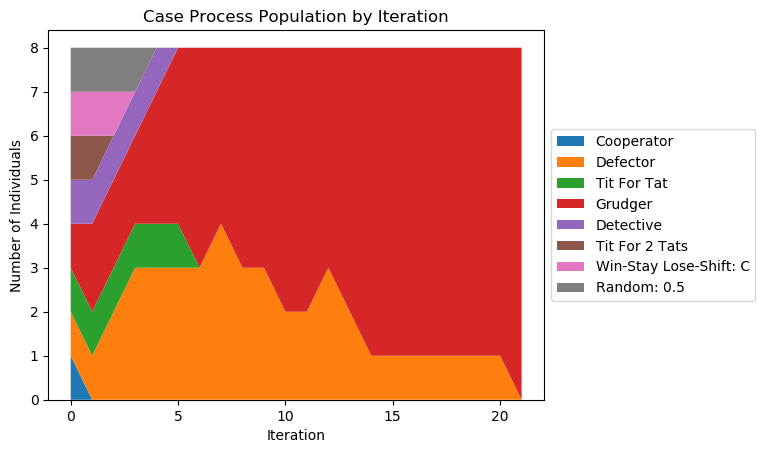 Case Process Population by Iteration
Number of Individuals
8
7
6
5
4
3
2
1
0
0 5 10 15 20
Iteration
Cooperator
Defector
Tit For Tat
Grudger
Detective
Tit For 2 Tats
Win-Stay Lose-Shift: C
Random: 0.5